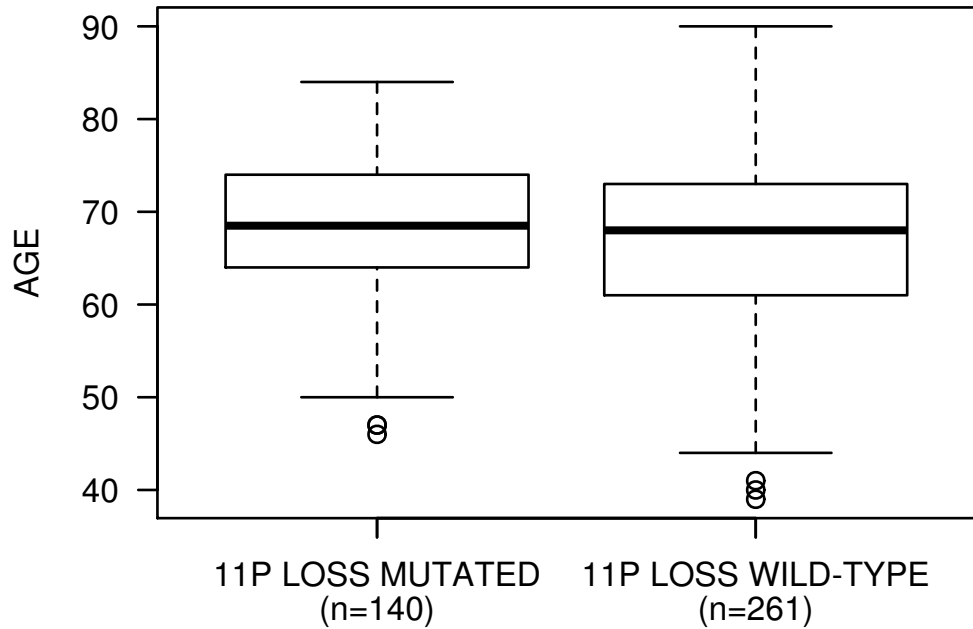 90
80
70
60
50
40
AGE
11P LOSS MUTATED
(n=140)
11P LOSS WILD-TYPE
(n=261)